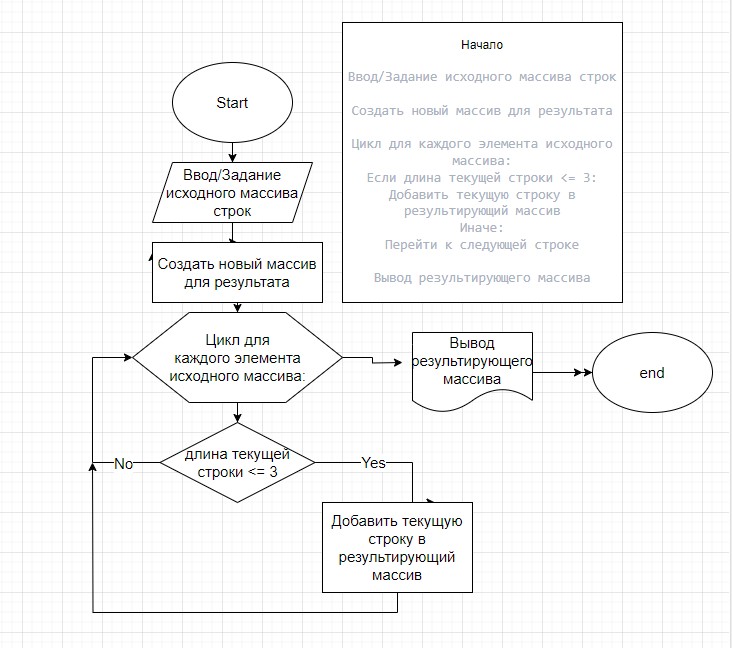 Start
Ввод/Задание
исходного массива
строк
Создать новый массив
для результата
Цикл для
каждого элемента
исходного массива:
длина текущей
строки <= 3
No
Yes
Добавить текущую
строку в
результирующий
массив
Вывод
результирующего
массива
end
Начало
Ввод/Задание исходного массива строк
Создать новый массив для результата
Цикл для каждого элемента исходного
массива:
Если длина текущей строки <= 3:
Добавить текущую строку в
результирующий массив
Иначе:
Перейти к следующей строке
Вывод результирующего массива